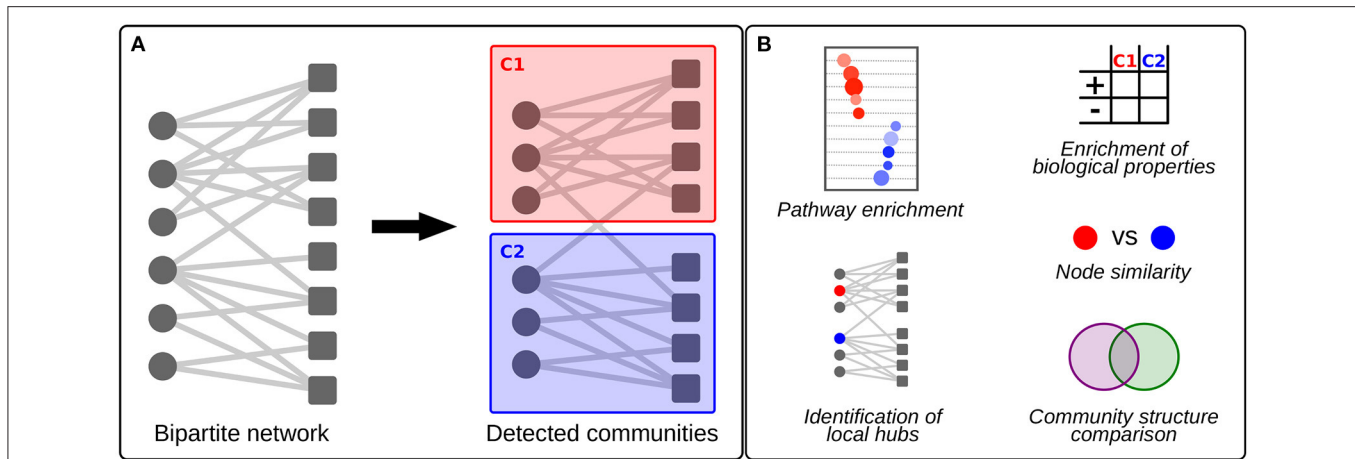 A
C1
C2
Bipartite network
Detected communities
B
Pathway enrichment
C1 C2
+
-
Enrichment of
biological properties
vs
Node similarity
Identification of
local hubs
Community structure
comparison